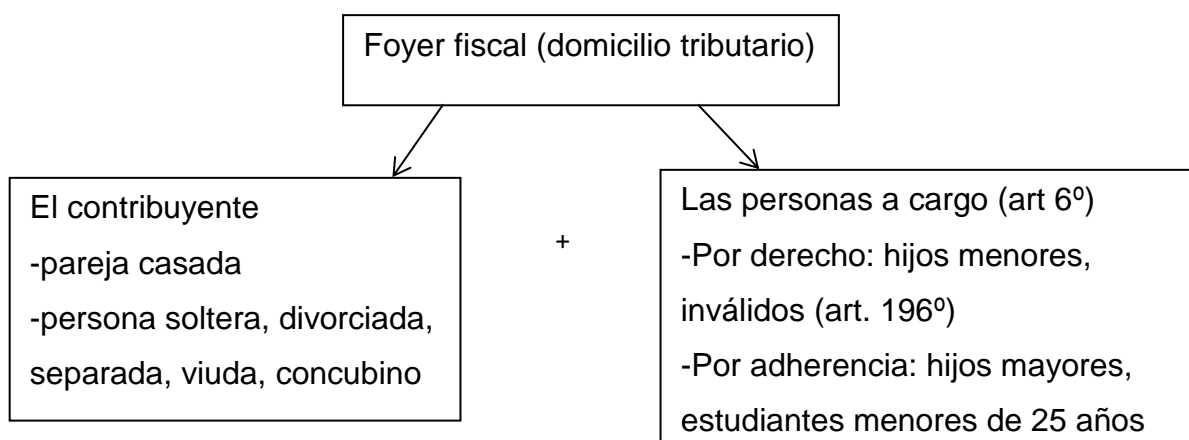 Foyer fiscal (domicilio tributario)
El contribuyente
-pareja casada
-persona soltera, divorciada,
separada, viuda, concubino
+
Las personas a cargo (art 6º)
-Por derecho: hijos menores,
inválidos (art. 196º)
-Por adherencia: hijos mayores,
estudiantes menores de 25 años